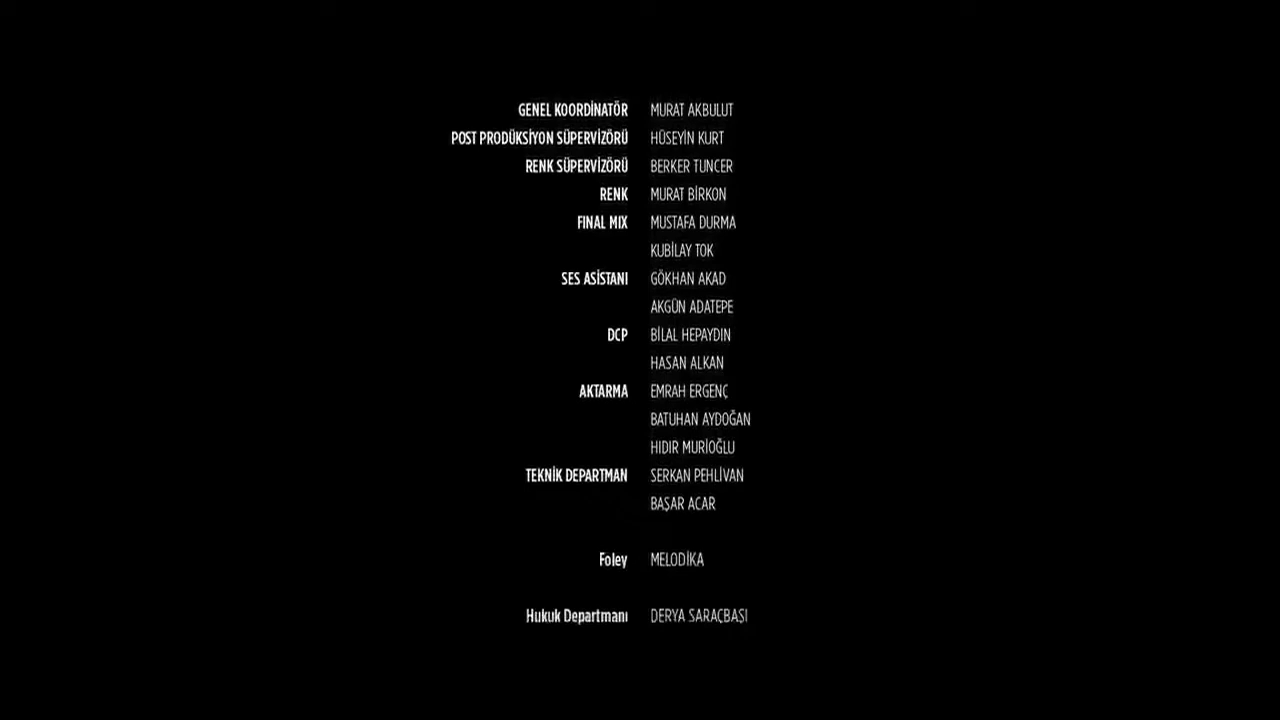 GENEL KOORDİNATÖR MURAT AKBULUT
POST PRODÜKSİYON SÜPERVİZÖRÜ HÜSEYİN KURT
RENK SÜPERVİZÖRÜ BERKER TUNCER
RENK MURAT BİRKON
FINAL MIX MUSTAFA DURMA
KUBİLAY TOK
SES ASİSTANI GÖKHAN AKAD
AKGÜN ADATEPE
DCP BİLAL HEPAYDIN
HASAN ALKAN
AKTARMA EMRAH ERGENÇ
BATUHAN AYDOĞAN
HIDIR MURİOĞLU
TEKNİK DEPARTMAN SERKAN PEHLİVAN
BAŞAR ACAR
Foley MELODİKA
Hukuk Departmanı DERYA SARAÇBAŞI